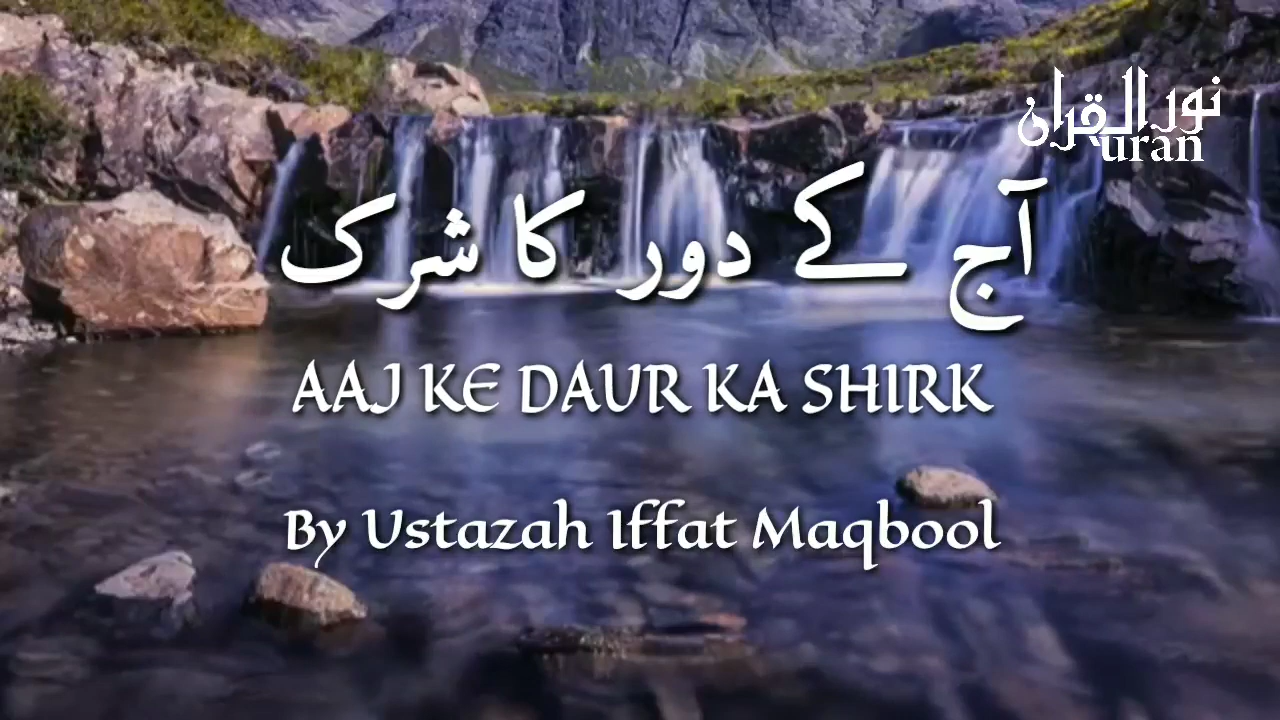 نور القرآن
uran
آج کے دور کا شرک
AAJ KE DAUR KA SHIRK
By Ustazah Iffat Maqbool